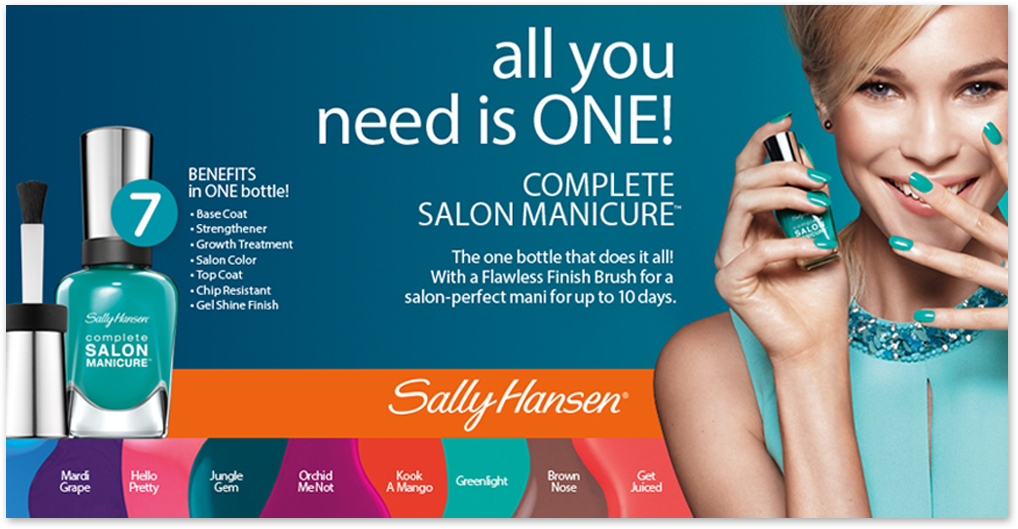 all you
need is ONE!
7
BENEFITS
in ONE bottle!
• Base Coat
• Strengthener
• Growth Treatment
• Salon Color
• Top Coat
• Chip Resistant
• Gel Shine Finish
COMPLETE
SALON MANICURE™
The one bottle that does it all!
With a Flawless Finish Brush for a
salon-perfect mani for up to 10 days.
Sally Hansen
complete
SALON
MANICURE™
SALON
MANICURE
Sally Hansen®
Mardi
Grape
Hello
Pretty
Jungle
Gem
Orchid
Me Not
Kook
A Mango
Greenlight
Brown
Nose
Get
Juiced